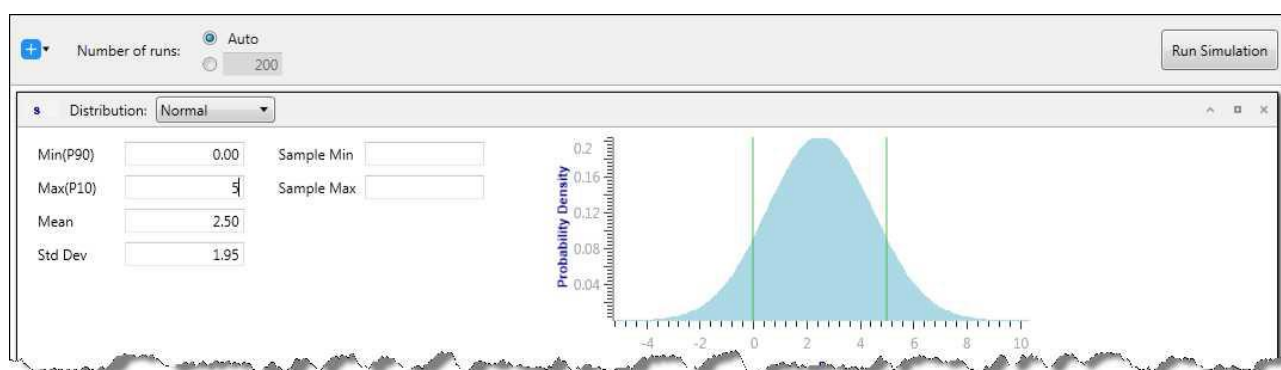 Number of runs:
Auto
200
Run Simulation
s Distribution: Normal
Min(P90) 0.00 Sample Min
Max(P10) 5 Sample Max
Mean 2.50
Std Dev 1.95
Probability Density
0.2
0.16
0.12
0.08
0.04
-4 -2 0 2 4 6 8 10